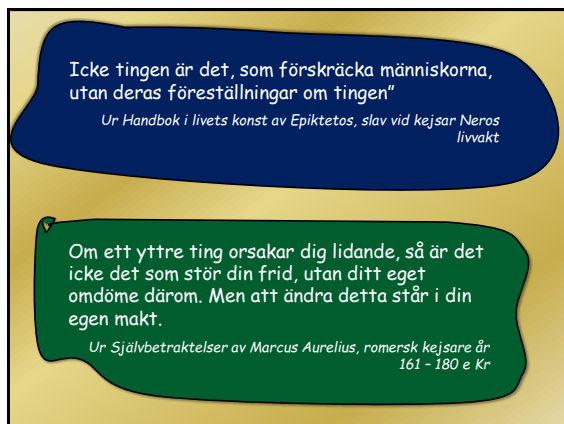 Icke tingen är det, som förskräcka människorna,
utan deras föreställningar om tingen”
Ur Handbok i livets konst av Epiktetos, slav vid kejsar Neros
livvakt
Om ett yttre ting orsakar dig lidande, så är det
icke det som stör din frid, utan ditt eget
omdöme därom. Men att ändra detta står i din
egen makt.
Ur Självbetraktelser av Marcus Aurelius, romersk kejsare år
161 – 180 e Kr